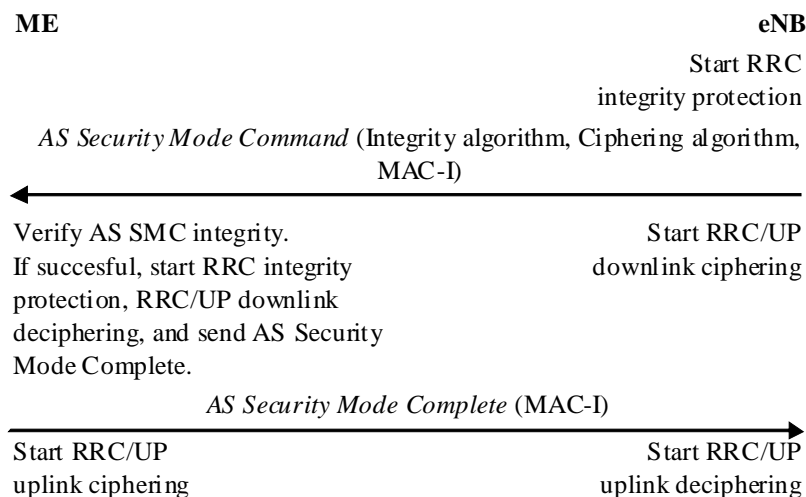 ME eNB
Start RRC
integrity protection
AS Security Mode Command (Integrity algorithm, Ciphering algorithm,
MAC-I)
Verify AS SMC integrity.
If succesful, start RRC integrity
protection, RRC/UP downlink
deciphering, and send AS Security
Mode Complete.
Start RRC/UP
downlink ciphering
AS Security Mode Complete (MAC-I)
Start RRC/UP
uplink ciphering
Start RRC/UP
uplink deciphering